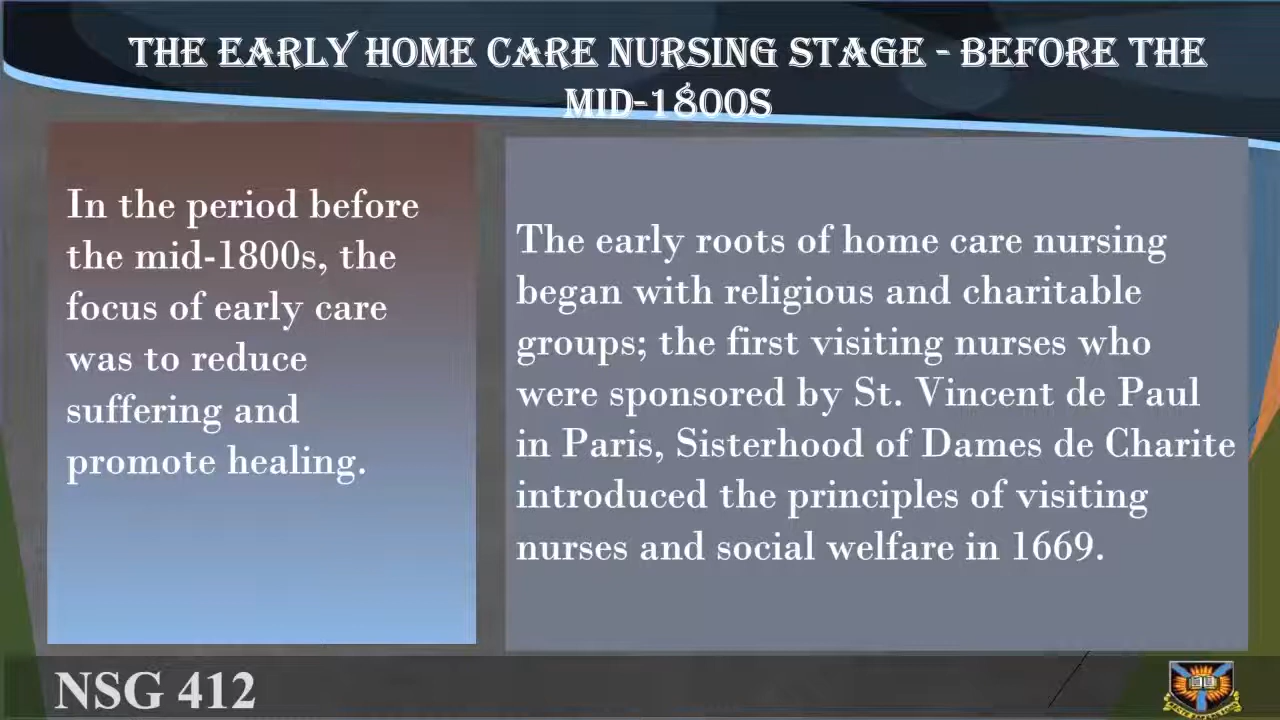 THE EARLY HOME CARE NURSING STAGE - BEFORE THE
MID-1800S
In the period before
the mid-1800s, the
focus of early care
was to reduce
suffering and
promote healing.
The early roots of home care nursing
began with religious and charitable
groups; the first visiting nurses who
were sponsored by St. Vincent de Paul
in Paris, Sisterhood of Dames de Charite
introduced the principles of visiting
nurses and social welfare in 1669.
NSG 412